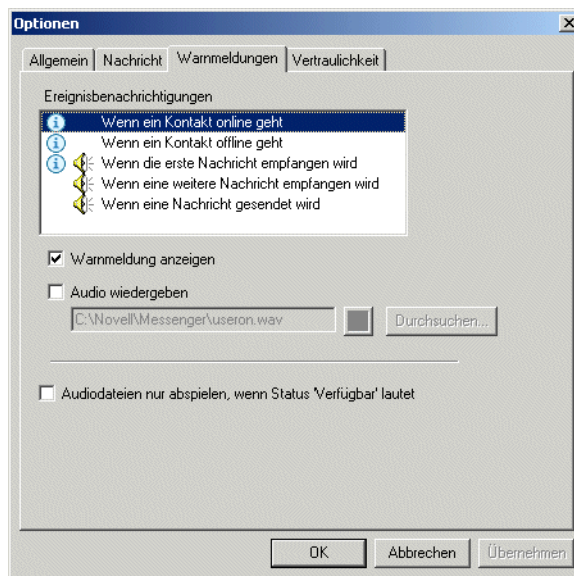 Optionen
Allgemein Nachricht Warnmeldungen Vertraulichkeit
Ereignisbenachrichtigungen
Wenn ein Kontakt online geht
Wenn ein Kontakt offline geht
Wenn die erste Nachricht empfangen wird
Wenn eine weitere Nachricht empfangen wird
Wenn eine Nachricht gesendet wird
Warnmeldung anzeigen
Audio wiedergeben
C:\Novell\Messenger\useron.wav Durchsuchen...
Audiodateien nur abspielen, wenn Status 'Verfügbar' lautet
OK Abbrechen Übernehmen